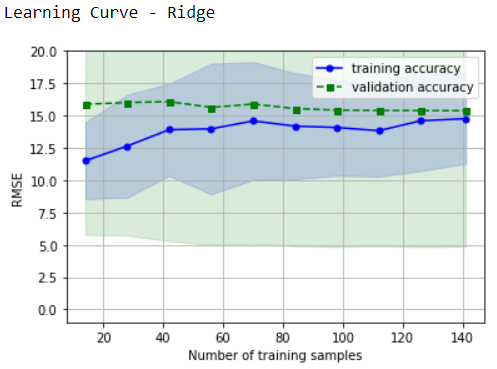 Learning Curve - Ridge
20.0
17.5
15.0
12.5
10.0
7.5
5.0
2.5
0.0
RMSE
training accuracy
validation accuracy
20 40 60 80 100 120 140
Number of training samples